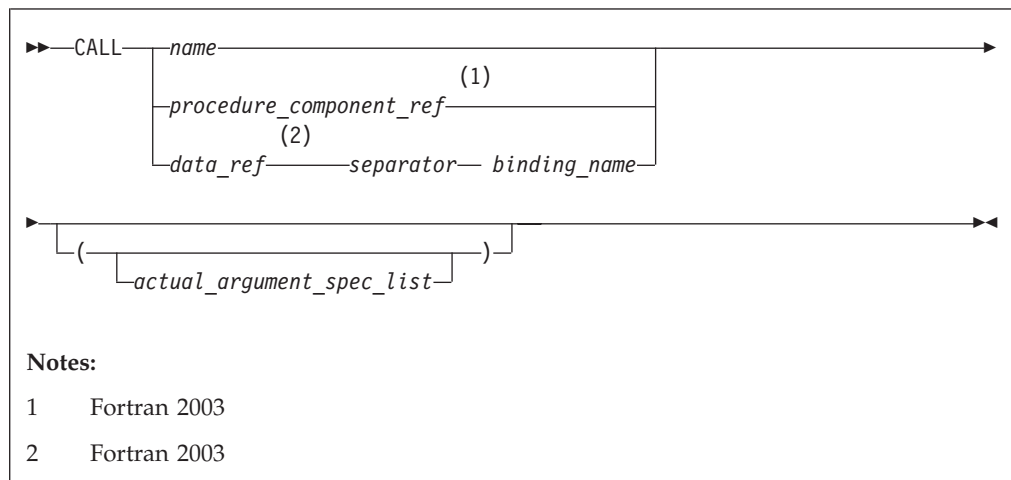 CALL name
(1)
procedure_component_ref
(2)
data_ref separator binding_name
( )
actual_argument_spec_list
Notes:
1 Fortran 2003
2 Fortran 2003